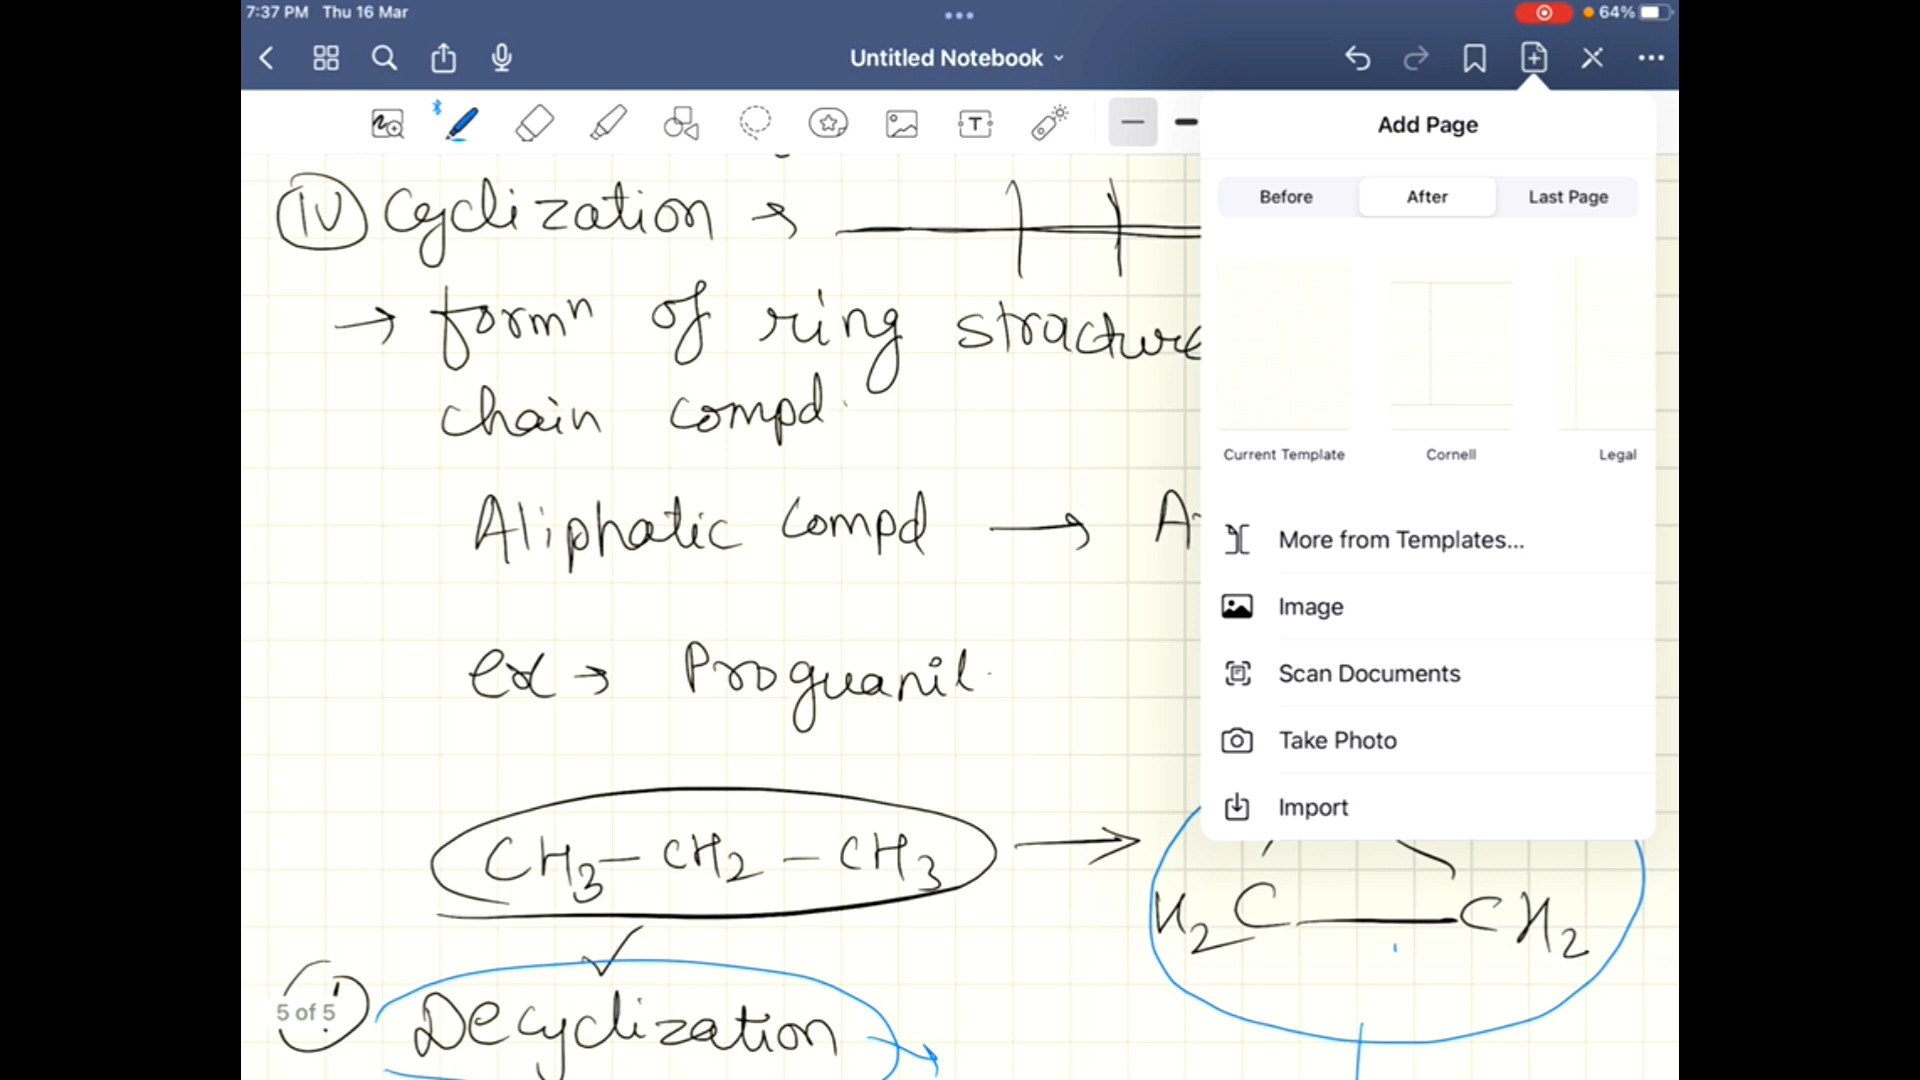 7:37 PM Thu 16 Mar
64%
Untitled Notebook
T
Add Page
Before After Last Page
Current Template Cornell Legal
More from Templates...
Image
Scan Documents
Take Photo
Import
(iv) Cyclization →
→ formⁿ of ring structure
chain compd.
Aliphatic compd → A
ex → Proguanil.
CH3 – CH2 – CH3 →
H2C — CH2
5 of 5
Decyclization →